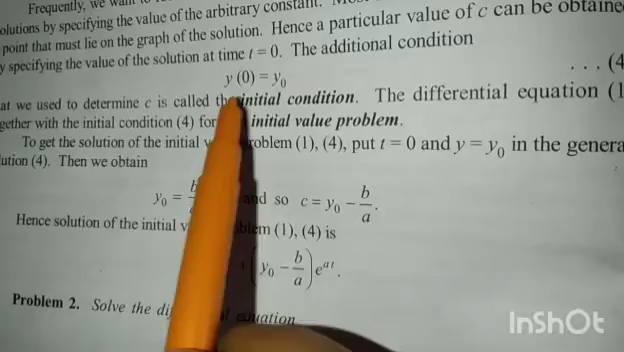 Frequently, we want to
olutions by specifying the value of the arbitrary constant.
point that must lie on the graph of the solution. Hence a particular value of c can be obtaine
y specifying the value of the solution at time t = 0. The additional condition
y (0) = y₀ . . . (4
at we used to determine c is called the initial condition. The differential equation (1
gether with the initial condition (4) for initial value problem.
To get the solution of the initial v roblem (1), (4), put t = 0 and y = y₀ in the genera
lution (4). Then we obtain
y₀ = and so c = y₀ − b/a.
Hence solution of the initial v blem (1), (4) is
(y₀ − b/a) eᵃᵗ.
Problem 2. Solve the di l equation
InShOt